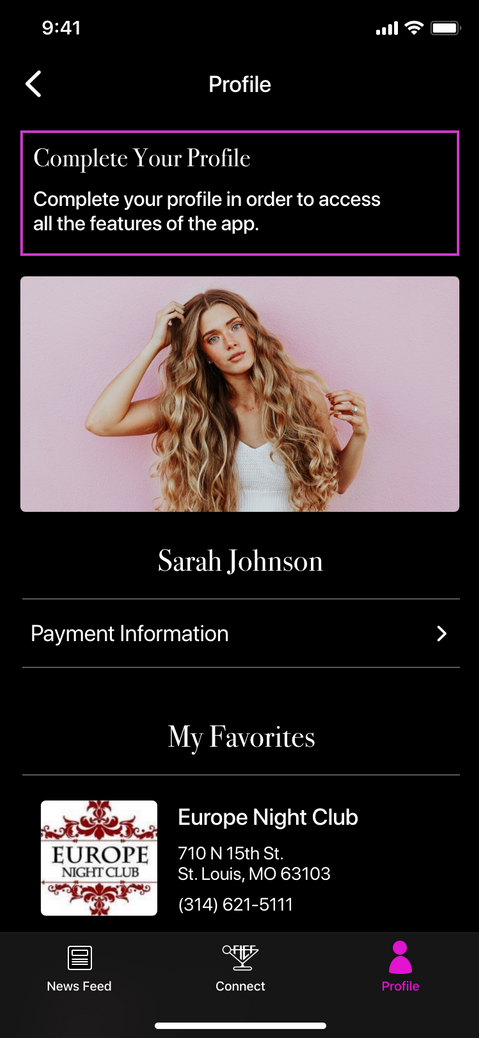 9:41
Profile
Complete Your Profile
Complete your profile in order to access
all the features of the app.
Sarah Johnson
Payment Information
My Favorites
EUROPE
NIGHT CLUB
Europe Night Club
710 N 15th St.
St. Louis, MO 63103
(314) 621-5111
News Feed
Connect
Profile